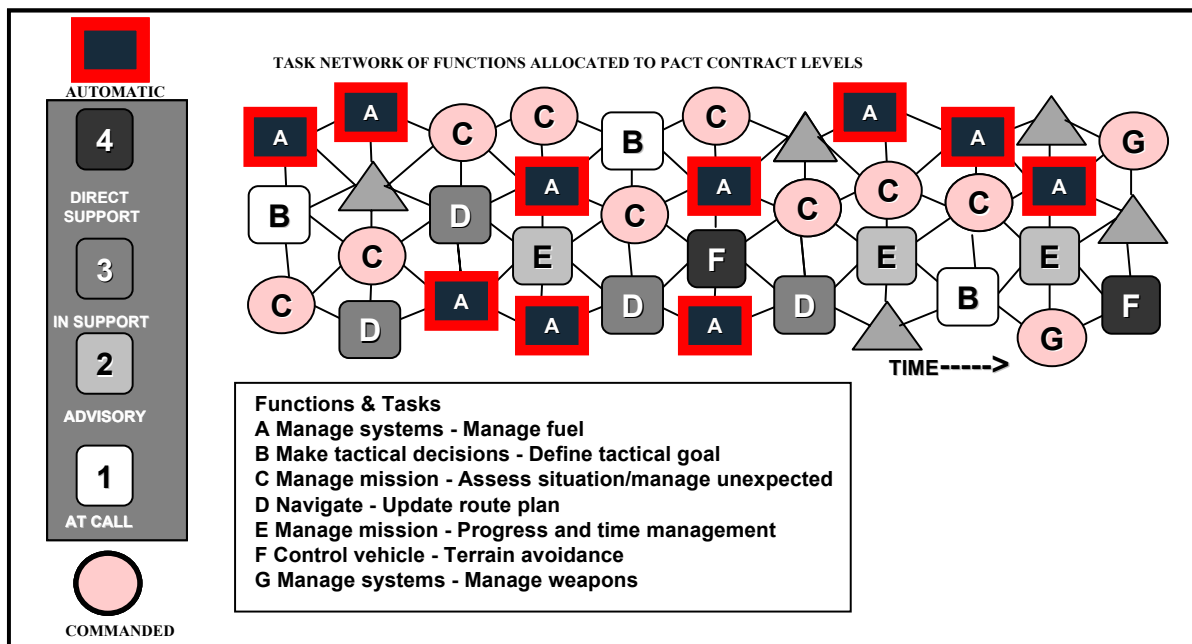 TASK NETWORK OF FUNCTIONS ALLOCATED TO PACT CONTRACT LEVELS
AUTOMATIC
4
DIRECT
SUPPORT
3
IN SUPPORT
2
ADVISORY
1
AT CALL
COMMANDED
A A C C B C A A G
B D A C A C C C A
C C E F E B E F
D A A D A D G
TIME----->
Functions & Tasks
A Manage systems - Manage fuel
B Make tactical decisions - Define tactical goal
C Manage mission - Assess situation/manage unexpected
D Navigate - Update route plan
E Manage mission - Progress and time management
F Control vehicle - Terrain avoidance
G Manage systems - Manage weapons